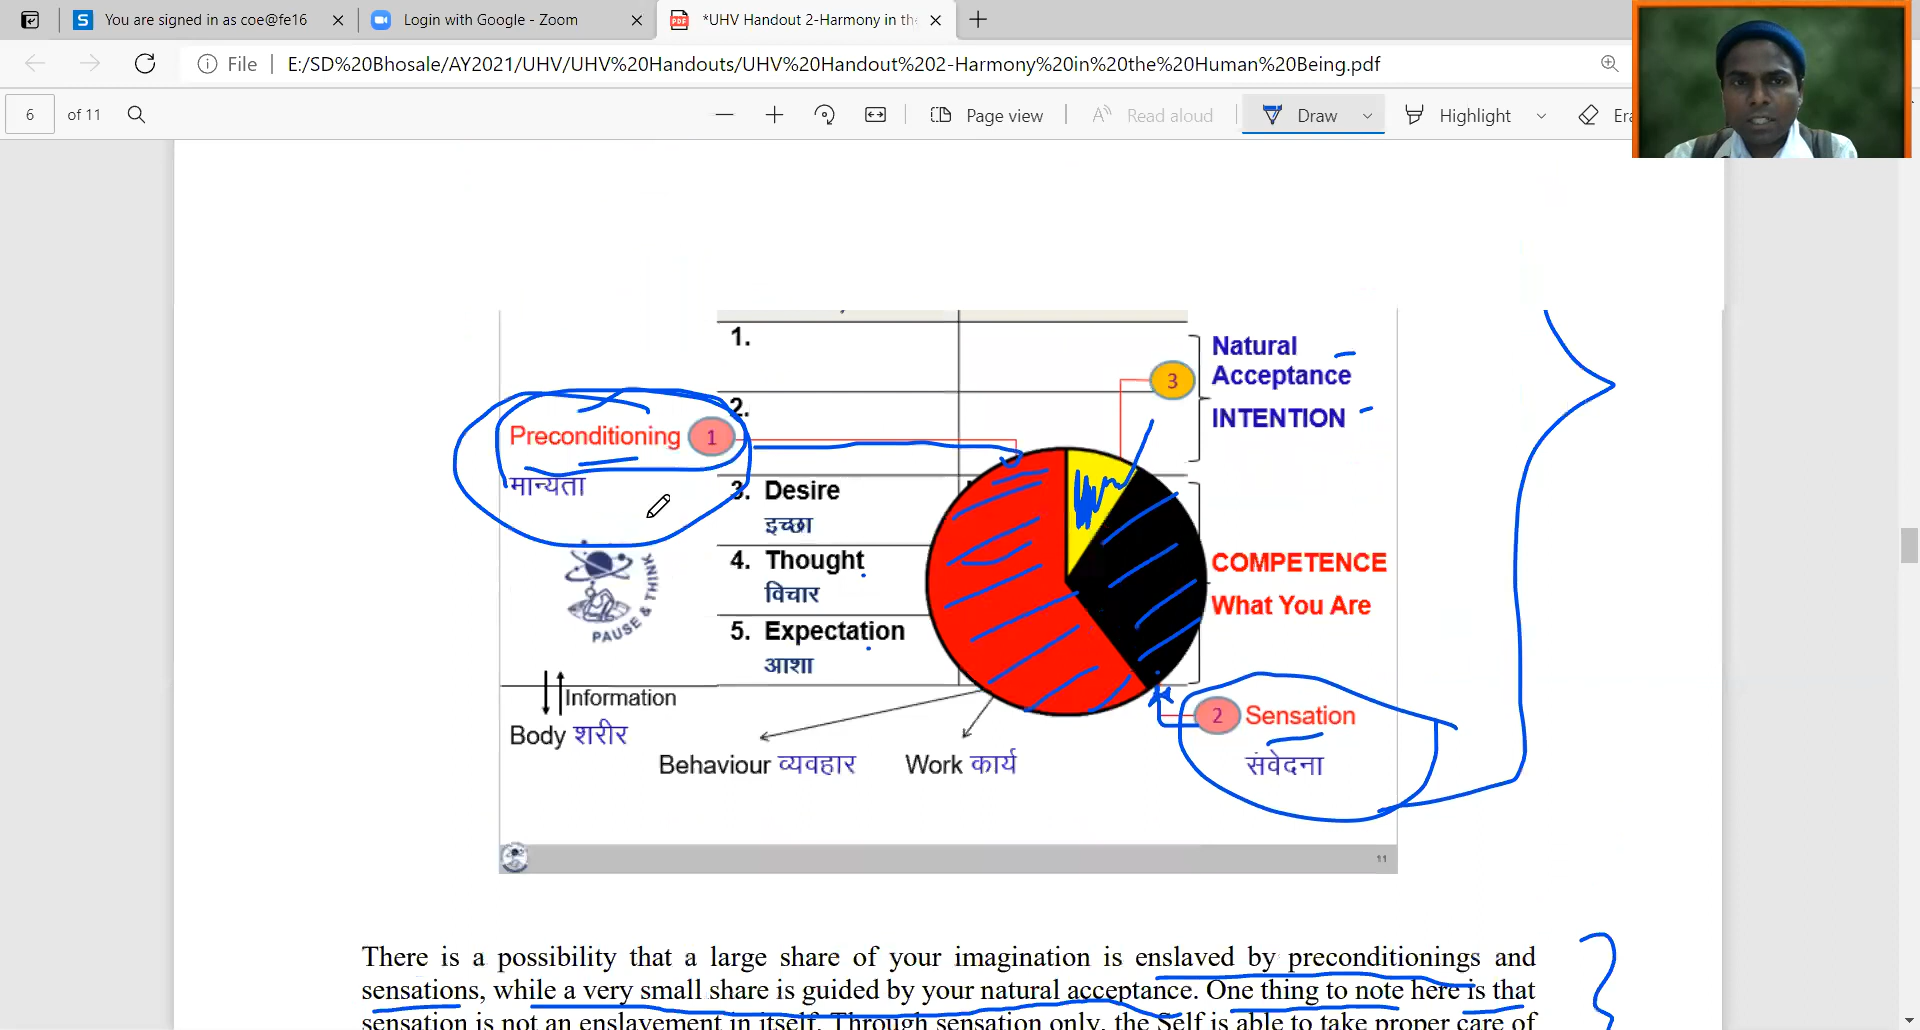 You are signed in as coe@fe16
Login with Google - Zoom
*UHV Handout 2-Harmony in the
File
E:/SD%20Bhosale/AY2021/UHV/UHV%20Handouts/UHV%20Handout%202-Harmony%20in%20the%20Human%20Being.pdf
6 of 11
Page view
Read aloud
Draw
Highlight
1.
Natural
3
Acceptance
2.
INTENTION
Preconditioning 1
मान्यता
3. Desire
इच्छा
4. Thought
COMPETENCE
विचार
What You Are
PAUSE & THINK
5. Expectation
आशा
Information
Body शरीर
2 Sensation
Behaviour व्यवहार
Work कार्य
संवेदना
11
There is a possibility that a large share of your imagination is enslaved by preconditionings and
sensations, while a very small share is guided by your natural acceptance. One thing to note here is that
sensation is not an enslavement in itself. Through sensation only, the Self is able to take proper care of